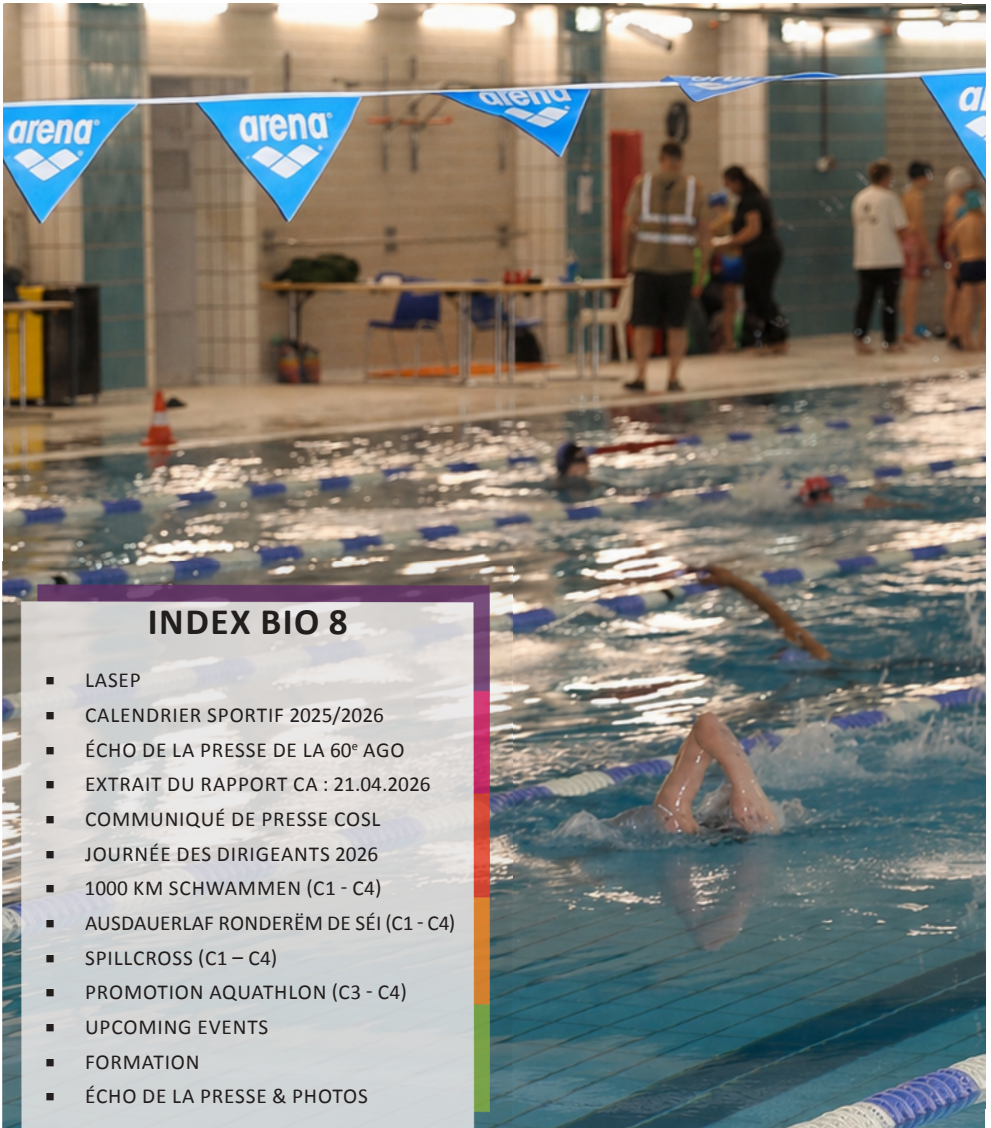 arena
arena
arena
INDEX BIO 8
▪ LASEP
▪ CALENDRIER SPORTIF 2025/2026
▪ ÉCHO DE LA PRESSE DE LA 60e AGO
▪ EXTRAIT DU RAPPORT CA : 21.04.2026
▪ COMMUNIQUÉ DE PRESSE COSL
▪ JOURNÉE DES DIRIGEANTS 2026
▪ 1000 KM SCHWAMMEN (C1 - C4)
▪ AUSDAUERLAF RONDERËM DE SÉI (C1 - C4)
▪ SPILLCROSS (C1 – C4)
▪ PROMOTION AQUATHLON (C3 - C4)
▪ UPCOMING EVENTS
▪ FORMATION
▪ ÉCHO DE LA PRESSE & PHOTOS